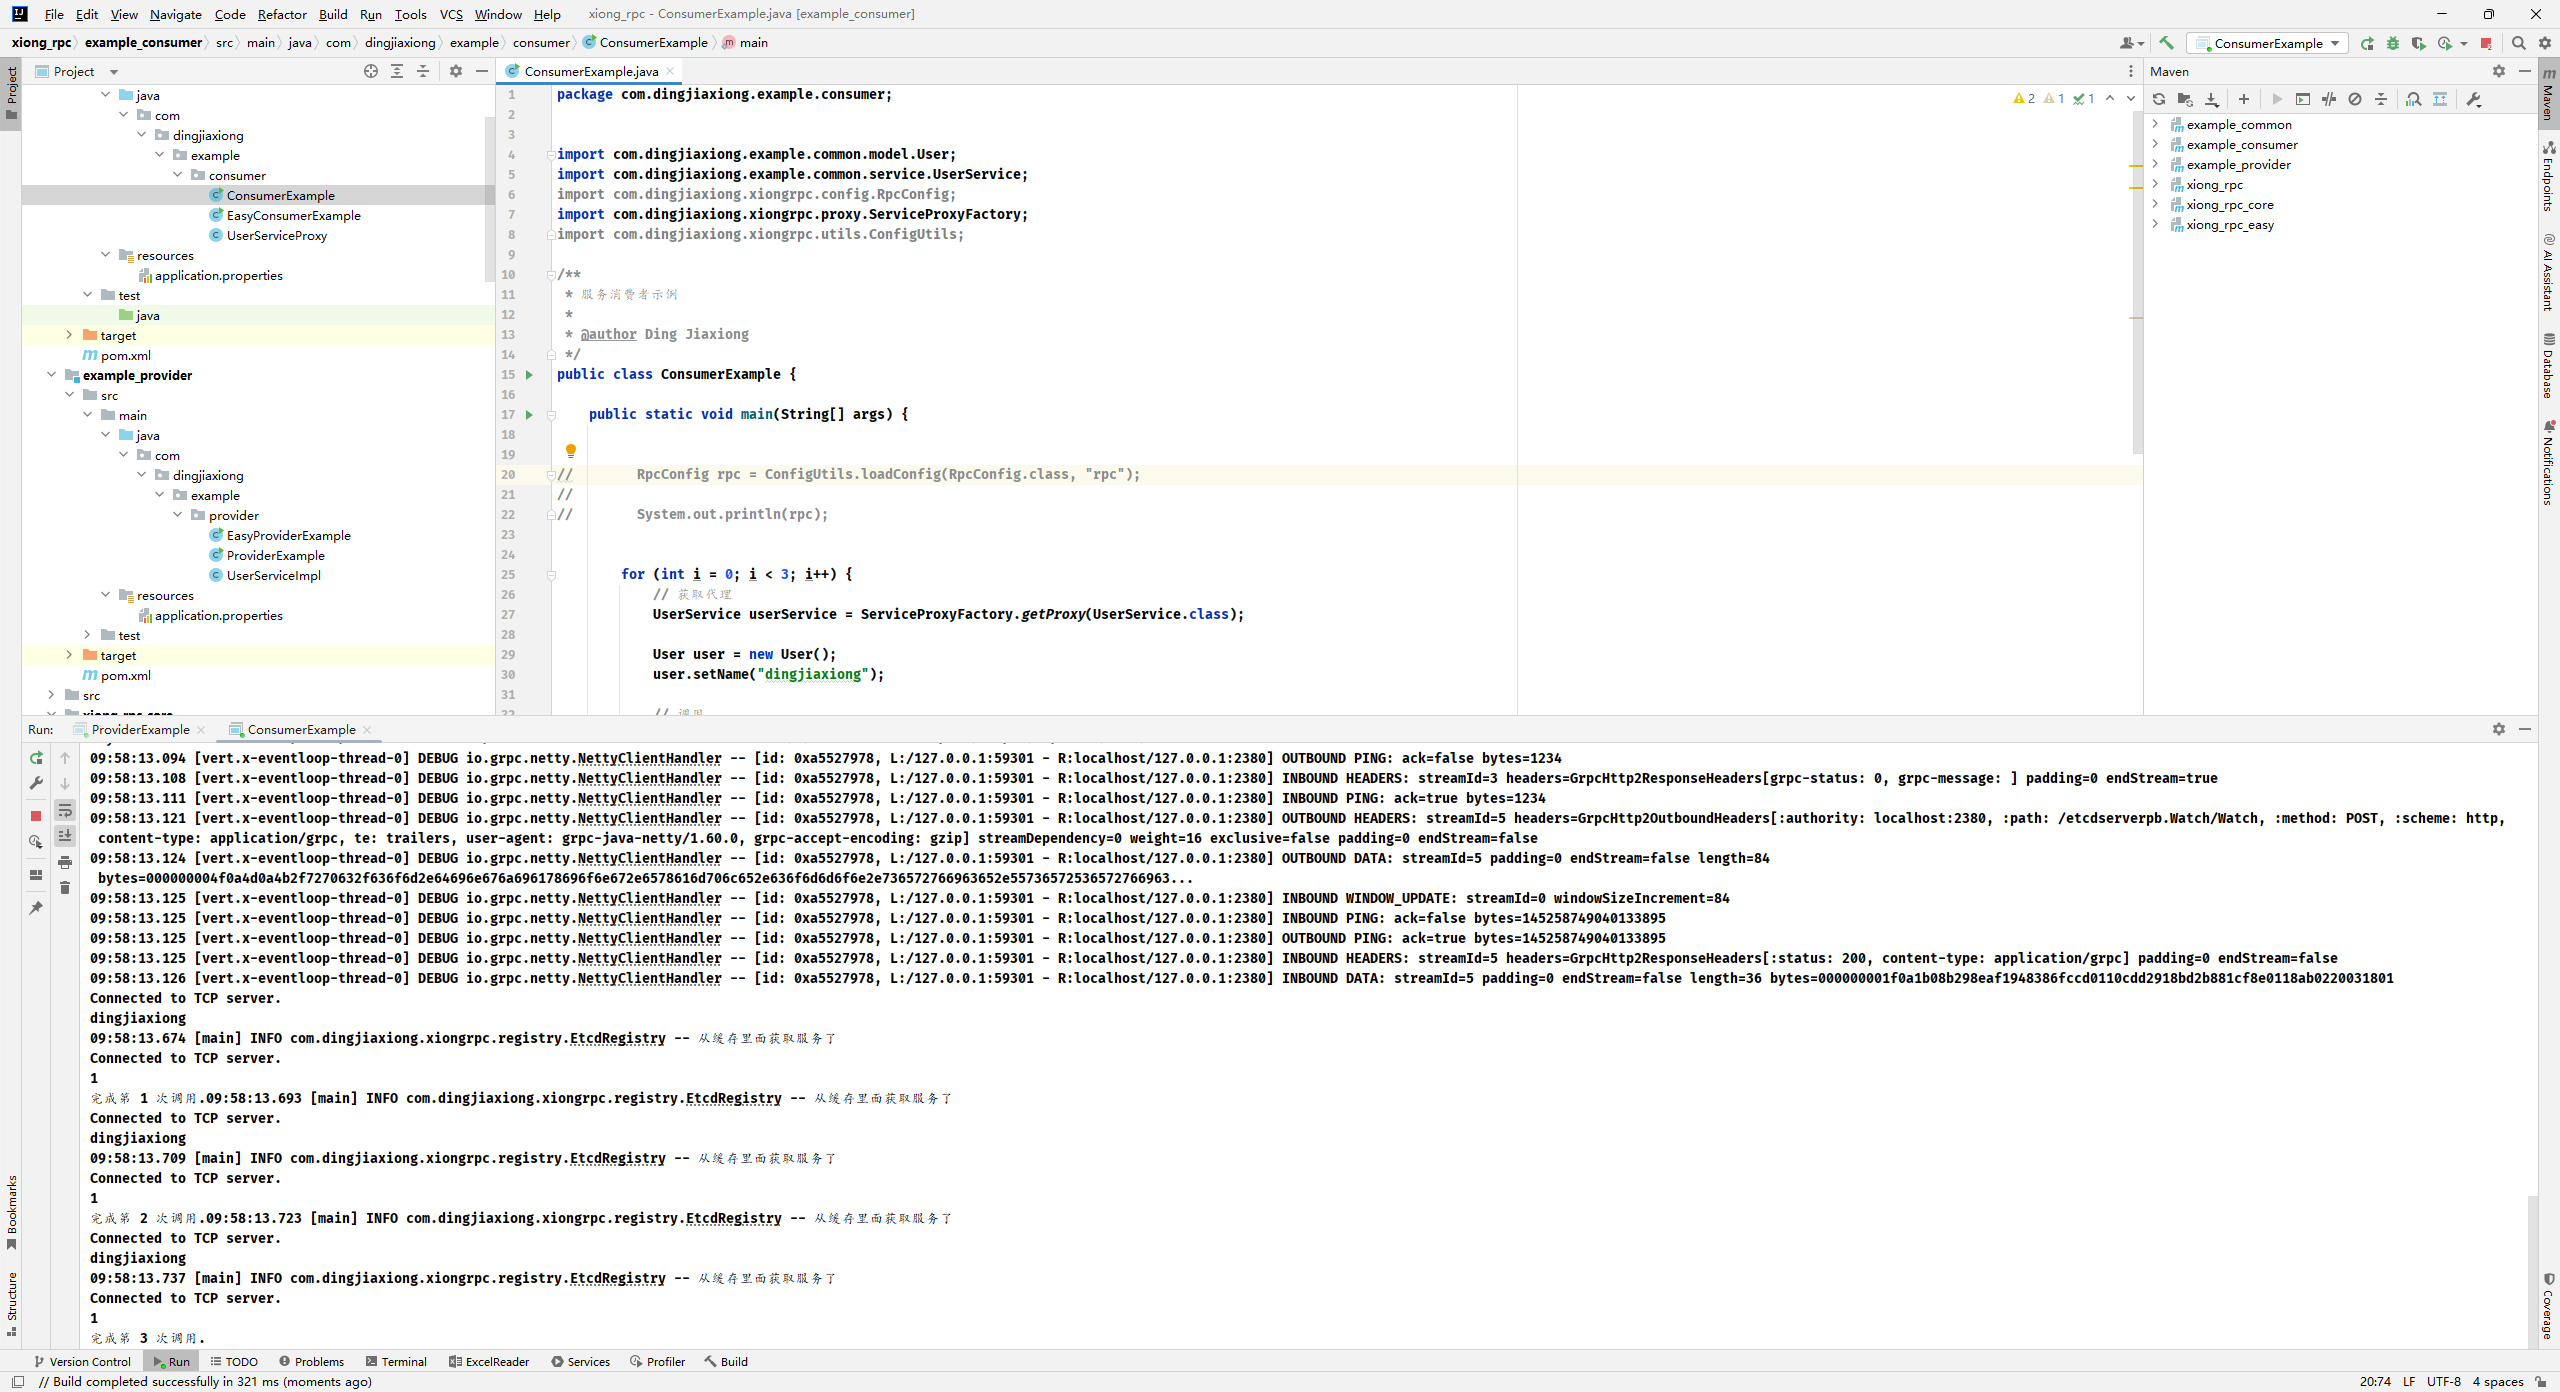 File Edit View Navigate Code Refactor Build Run Tools VCS Window Help xiong_rpc - ConsumerExample.java [example_consumer]
xiong_rpc example_consumer src main java com dingjiaxiong example consumer ConsumerExample main
ConsumerExample
Project
ConsumerExample.java
Maven
java
com
dingjiaxiong
example
consumer
ConsumerExample
EasyConsumerExample
UserServiceProxy
resources
application.properties
test
java
target
pom.xml
example_provider
src
main
java
com
dingjiaxiong
example
provider
EasyProviderExample
ProviderExample
UserServiceImpl
resources
application.properties
test
target
pom.xml
src
xiong_rpc_core
2 1 1
1 package com.dingjiaxiong.example.consumer;
2
3
4 import com.dingjiaxiong.example.common.model.User;
5 import com.dingjiaxiong.example.common.service.UserService;
6 import com.dingjiaxiong.xiongrpc.config.RpcConfig;
7 import com.dingjiaxiong.xiongrpc.proxy.ServiceProxyFactory;
8 import com.dingjiaxiong.xiongrpc.utils.ConfigUtils;
9
10 /**
11 * 服务消费者示例
12 *
13 * @author Ding Jiaxiong
14 */
15 public class ConsumerExample {
16
17 public static void main(String[] args) {
18
19
20 // RpcConfig rpc = ConfigUtils.loadConfig(RpcConfig.class, "rpc");
21 //
22 // System.out.println(rpc);
23
24
25 for (int i = 0; i < 3; i++) {
26 // 获取代理
27 UserService userService = ServiceProxyFactory.getProxy(UserService.class);
28
29 User user = new User();
30 user.setName("dingjiaxiong");
31
32 // 调用
example_common
example_consumer
example_provider
xiong_rpc
xiong_rpc_core
xiong_rpc_easy
Project
Bookmarks
Structure
Maven
Endpoints
AI Assistant
Database
Notifications
Coverage
Run: ProviderExample ConsumerExample
09:58:13.094 [vert.x-eventloop-thread-0] DEBUG io.grpc.netty.NettyClientHandler -- [id: 0xa5527978, L:/127.0.0.1:59301 - R:localhost/127.0.0.1:2380] OUTBOUND PING: ack=false bytes=1234
09:58:13.108 [vert.x-eventloop-thread-0] DEBUG io.grpc.netty.NettyClientHandler -- [id: 0xa5527978, L:/127.0.0.1:59301 - R:localhost/127.0.0.1:2380] INBOUND HEADERS: streamId=3 headers=GrpcHttp2ResponseHeaders[grpc-status: 0, grpc-message: ] padding=0 endStream=true
09:58:13.111 [vert.x-eventloop-thread-0] DEBUG io.grpc.netty.NettyClientHandler -- [id: 0xa5527978, L:/127.0.0.1:59301 - R:localhost/127.0.0.1:2380] INBOUND PING: ack=true bytes=1234
09:58:13.121 [vert.x-eventloop-thread-0] DEBUG io.grpc.netty.NettyClientHandler -- [id: 0xa5527978, L:/127.0.0.1:59301 - R:localhost/127.0.0.1:2380] OUTBOUND HEADERS: streamId=5 headers=GrpcHttp2OutboundHeaders[:authority: localhost:2380, :path: /etcdserverpb.Watch/Watch, :method: POST, :scheme: http,
content-type: application/grpc, te: trailers, user-agent: grpc-java-netty/1.60.0, grpc-accept-encoding: gzip] streamDependency=0 weight=16 exclusive=false padding=0 endStream=false
09:58:13.124 [vert.x-eventloop-thread-0] DEBUG io.grpc.netty.NettyClientHandler -- [id: 0xa5527978, L:/127.0.0.1:59301 - R:localhost/127.0.0.1:2380] OUTBOUND DATA: streamId=5 padding=0 endStream=false length=84
bytes=000000004f0a4d0a4b2f7270632f636f6d2e64696e676a696178696f6e672e6578616d706c652e636f6d6d6f6e2e736572766963652e55736572536572766963...
09:58:13.125 [vert.x-eventloop-thread-0] DEBUG io.grpc.netty.NettyClientHandler -- [id: 0xa5527978, L:/127.0.0.1:59301 - R:localhost/127.0.0.1:2380] INBOUND WINDOW_UPDATE: streamId=0 windowSizeIncrement=84
09:58:13.125 [vert.x-eventloop-thread-0] DEBUG io.grpc.netty.NettyClientHandler -- [id: 0xa5527978, L:/127.0.0.1:59301 - R:localhost/127.0.0.1:2380] INBOUND PING: ack=false bytes=145258749040133895
09:58:13.125 [vert.x-eventloop-thread-0] DEBUG io.grpc.netty.NettyClientHandler -- [id: 0xa5527978, L:/127.0.0.1:59301 - R:localhost/127.0.0.1:2380] OUTBOUND PING: ack=true bytes=145258749040133895
09:58:13.125 [vert.x-eventloop-thread-0] DEBUG io.grpc.netty.NettyClientHandler -- [id: 0xa5527978, L:/127.0.0.1:59301 - R:localhost/127.0.0.1:2380] INBOUND HEADERS: streamId=5 headers=GrpcHttp2ResponseHeaders[:status: 200, content-type: application/grpc] padding=0 endStream=false
09:58:13.126 [vert.x-eventloop-thread-0] DEBUG io.grpc.netty.NettyClientHandler -- [id: 0xa5527978, L:/127.0.0.1:59301 - R:localhost/127.0.0.1:2380] INBOUND DATA: streamId=5 padding=0 endStream=false length=36 bytes=000000001f0a1b08b298eaf1948386fccd0110cdd2918bd2b881cf8e0118ab0220031801
Connected to TCP server.
dingjiaxiong
09:58:13.674 [main] INFO com.dingjiaxiong.xiongrpc.registry.EtcdRegistry -- 从缓存里面获取服务了
Connected to TCP server.
1
完成第 1 次调用.09:58:13.693 [main] INFO com.dingjiaxiong.xiongrpc.registry.EtcdRegistry -- 从缓存里面获取服务了
Connected to TCP server.
dingjiaxiong
09:58:13.709 [main] INFO com.dingjiaxiong.xiongrpc.registry.EtcdRegistry -- 从缓存里面获取服务了
Connected to TCP server.
1
完成第 2 次调用.09:58:13.723 [main] INFO com.dingjiaxiong.xiongrpc.registry.EtcdRegistry -- 从缓存里面获取服务了
Connected to TCP server.
dingjiaxiong
09:58:13.737 [main] INFO com.dingjiaxiong.xiongrpc.registry.EtcdRegistry -- 从缓存里面获取服务了
Connected to TCP server.
1
完成第 3 次调用.
Version Control Run TODO Problems Terminal ExcelReader Services Profiler Build
// Build completed successfully in 321 ms (moments ago) 20:74 LF UTF-8 4 spaces